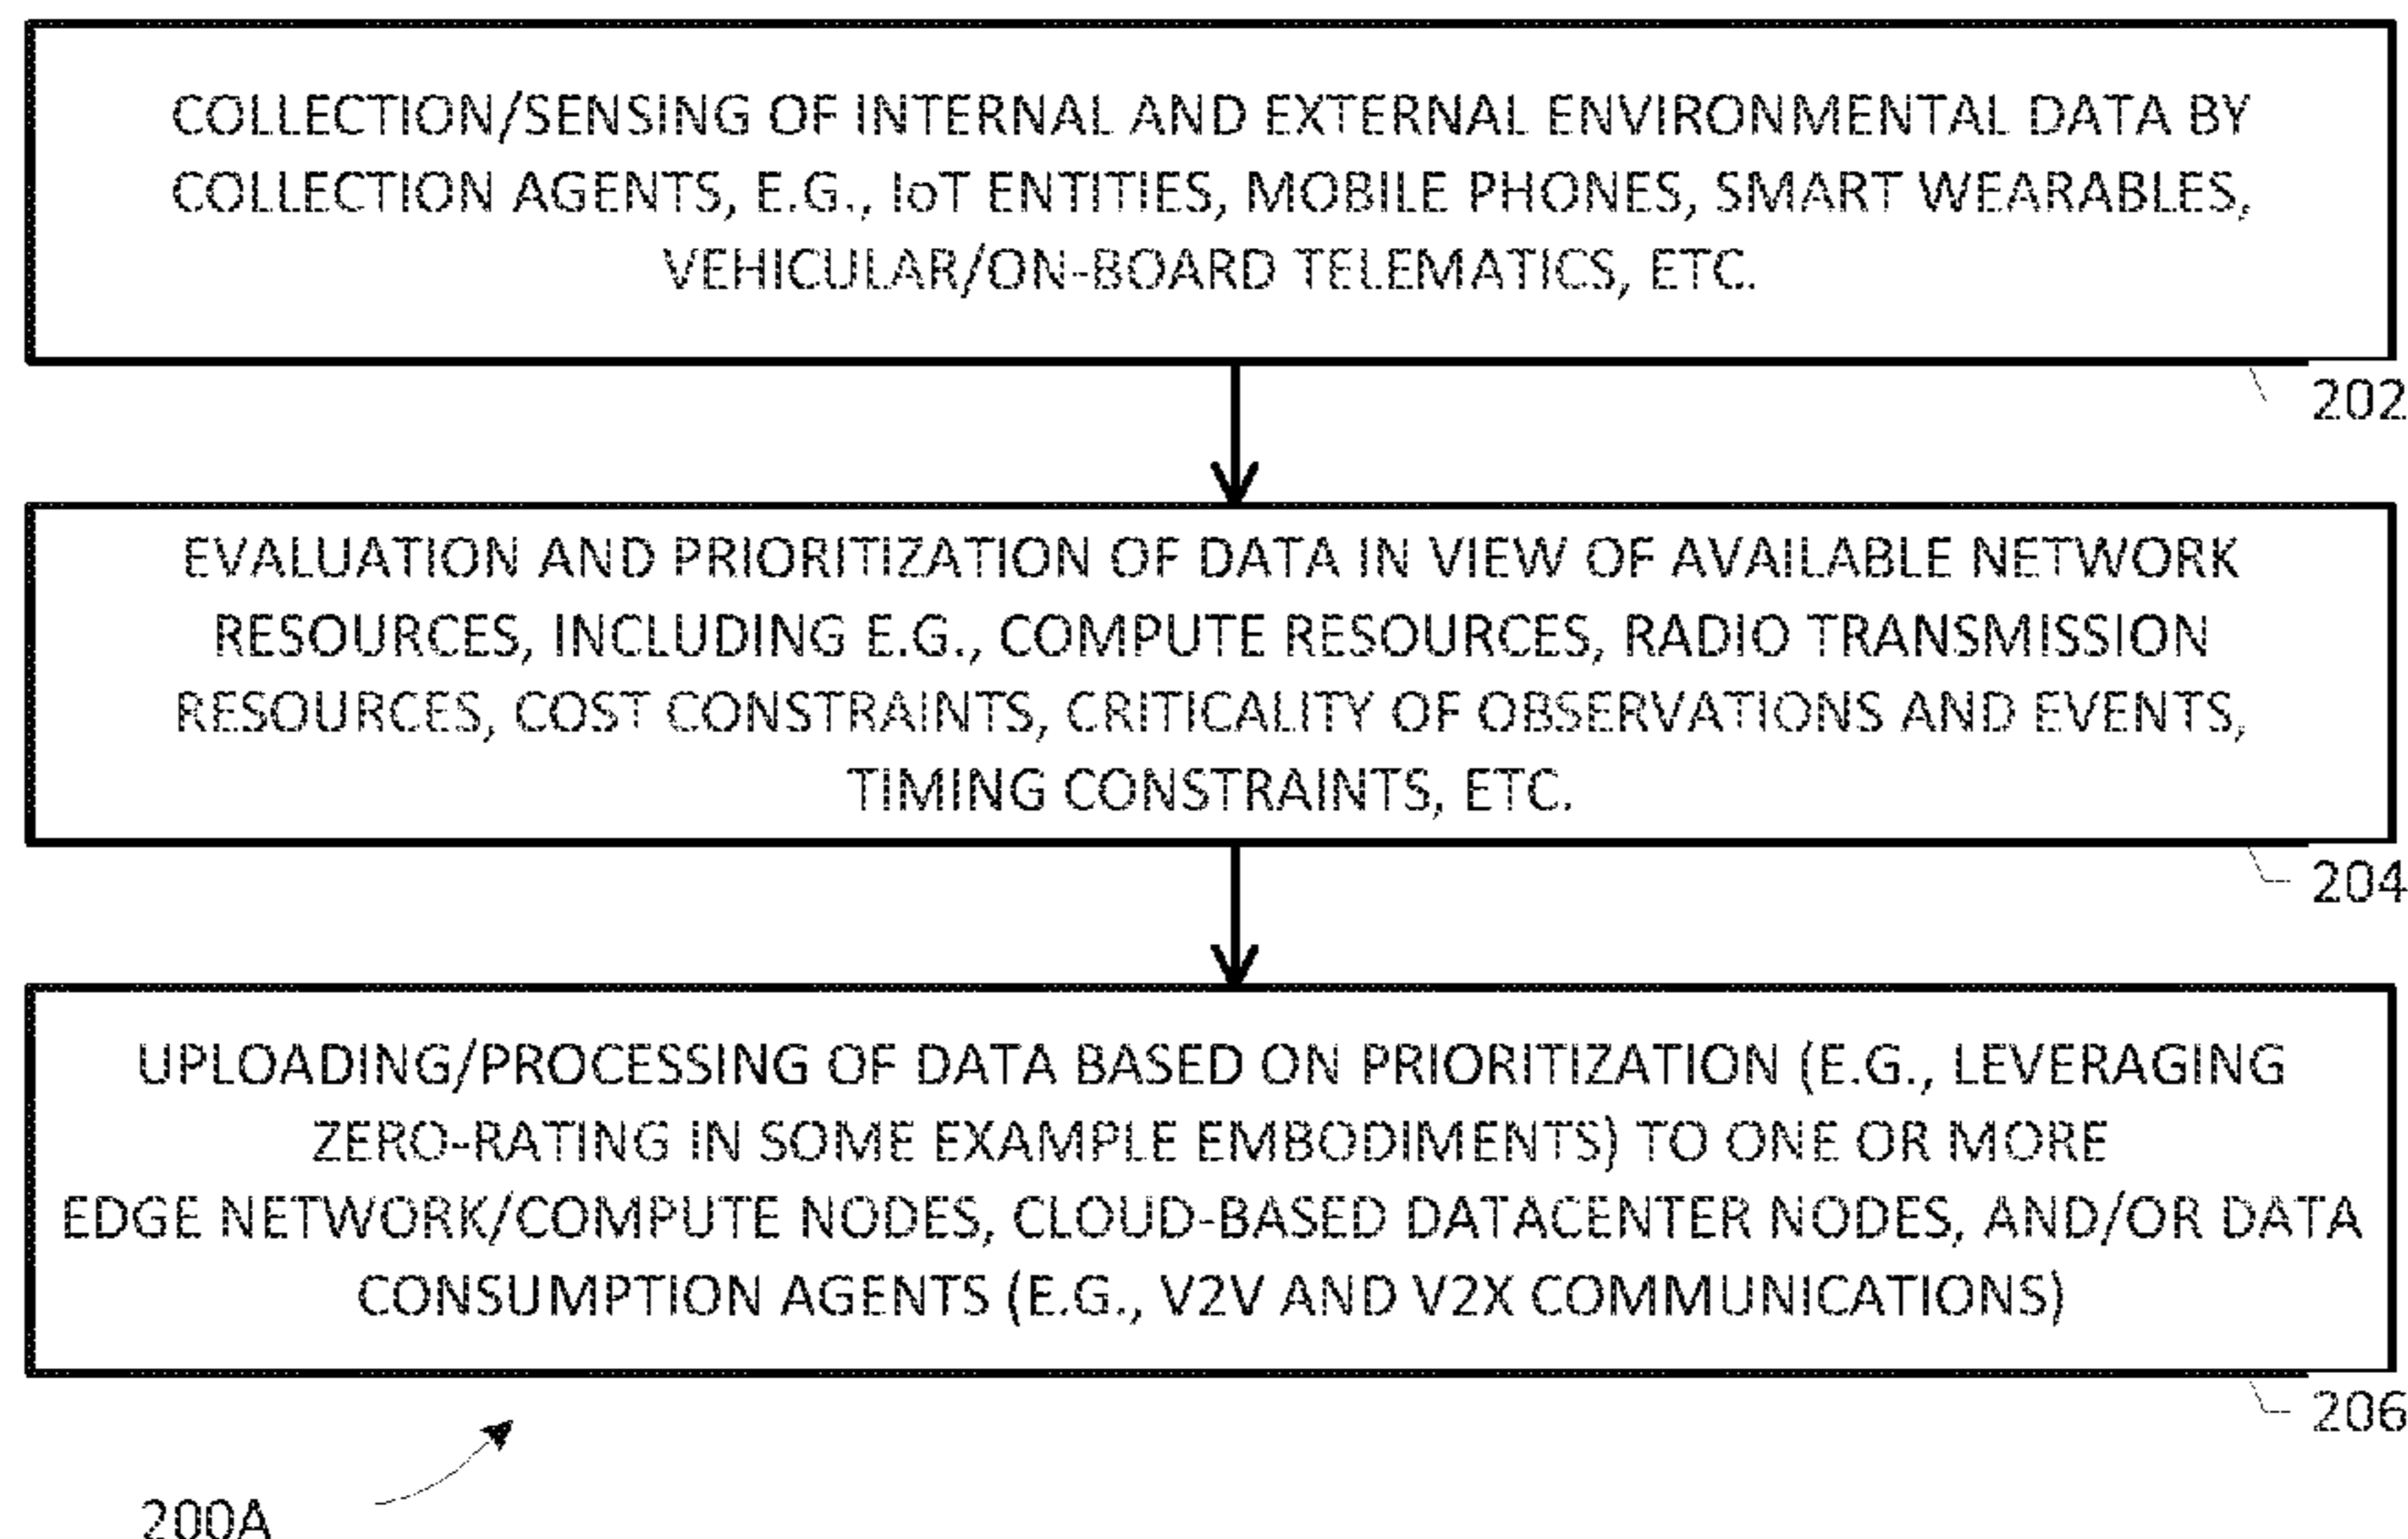 COLLECTION/SENSING OF INTERNAL AND EXTERNAL ENVIRONMENTAL DATA BY
COLLECTION AGENTS, E.G., IoT ENTITIES, MOBILE PHONES, SMART WEARABLES,
VEHICULAR/ON-BOARD TELEMATICS, ETC.
202
EVALUATION AND PRIORITIZATION OF DATA IN VIEW OF AVAILABLE NETWORK
RESOURCES, INCLUDING E.G., COMPUTE RESOURCES, RADIO TRANSMISSION
RESOURCES, COST CONSTRAINTS, CRITICALITY OF OBSERVATIONS AND EVENTS,
TIMING CONSTRAINTS, ETC.
204
UPLOADING/PROCESSING OF DATA BASED ON PRIORITIZATION (E.G., LEVERAGING
ZERO-RATING IN SOME EXAMPLE EMBODIMENTS) TO ONE OR MORE
EDGE NETWORK/COMPUTE NODES, CLOUD-BASED DATACENTER NODES, AND/OR DATA
CONSUMPTION AGENTS (E.G., V2V AND V2X COMMUNICATIONS)
206
200A